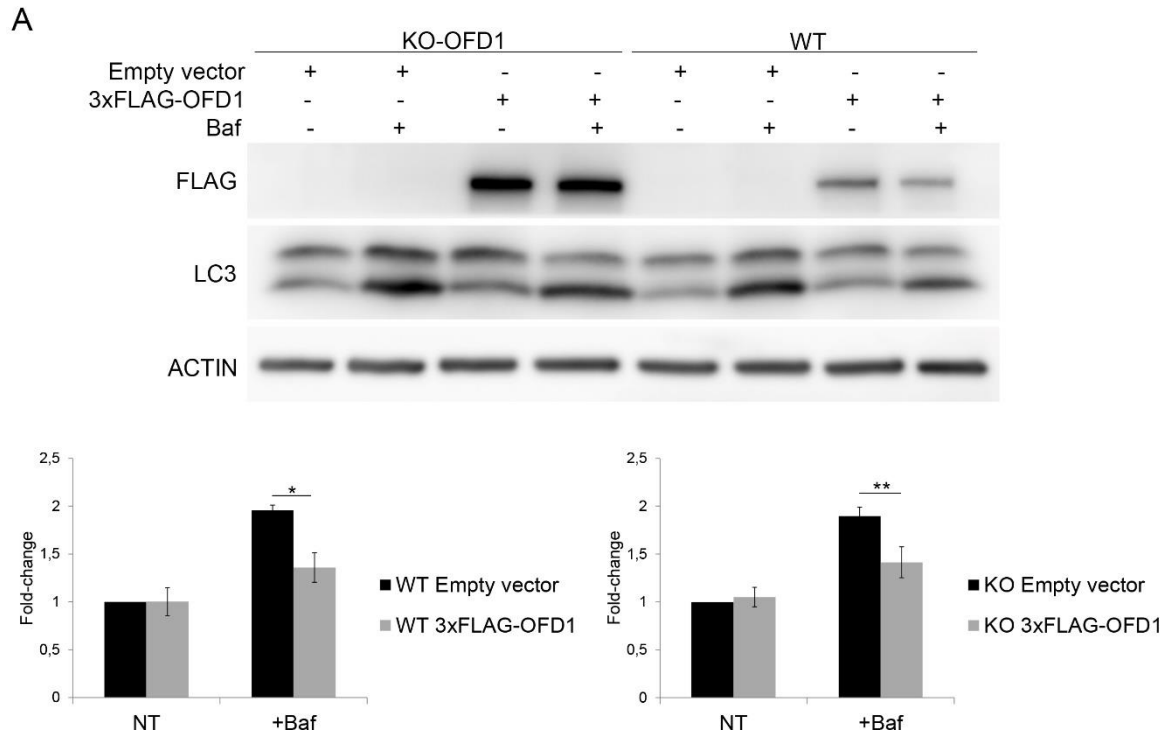 A
KO-OFD1 WT
Empty vector + + - - + + - -
3xFLAG-OFD1 - - + + - - + +
Baf - + - + - + - +
FLAG
LC3
ACTIN
2,5
2
1,5
1
0,5
0
Fold-change
*
NT +Baf
WT Empty vector
WT 3xFLAG-OFD1
2,5
2
1,5
1
0,5
0
Fold-change
**
NT +Baf
KO Empty vector
KO 3xFLAG-OFD1